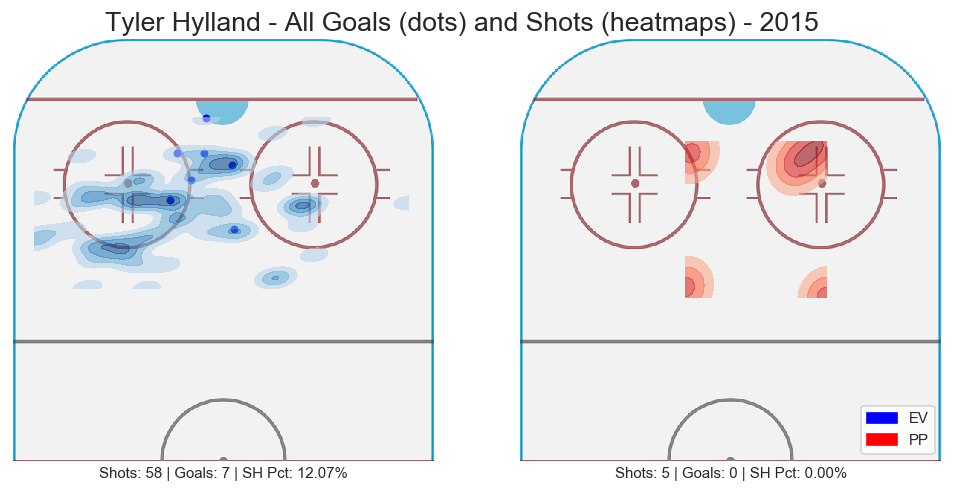 Tyler Hylland - All Goals (dots) and Shots (heatmaps) - 2015
EV
PP
Shots: 58 | Goals: 7 | SH Pct: 12.07%
Shots: 5 | Goals: 0 | SH Pct: 0.00%